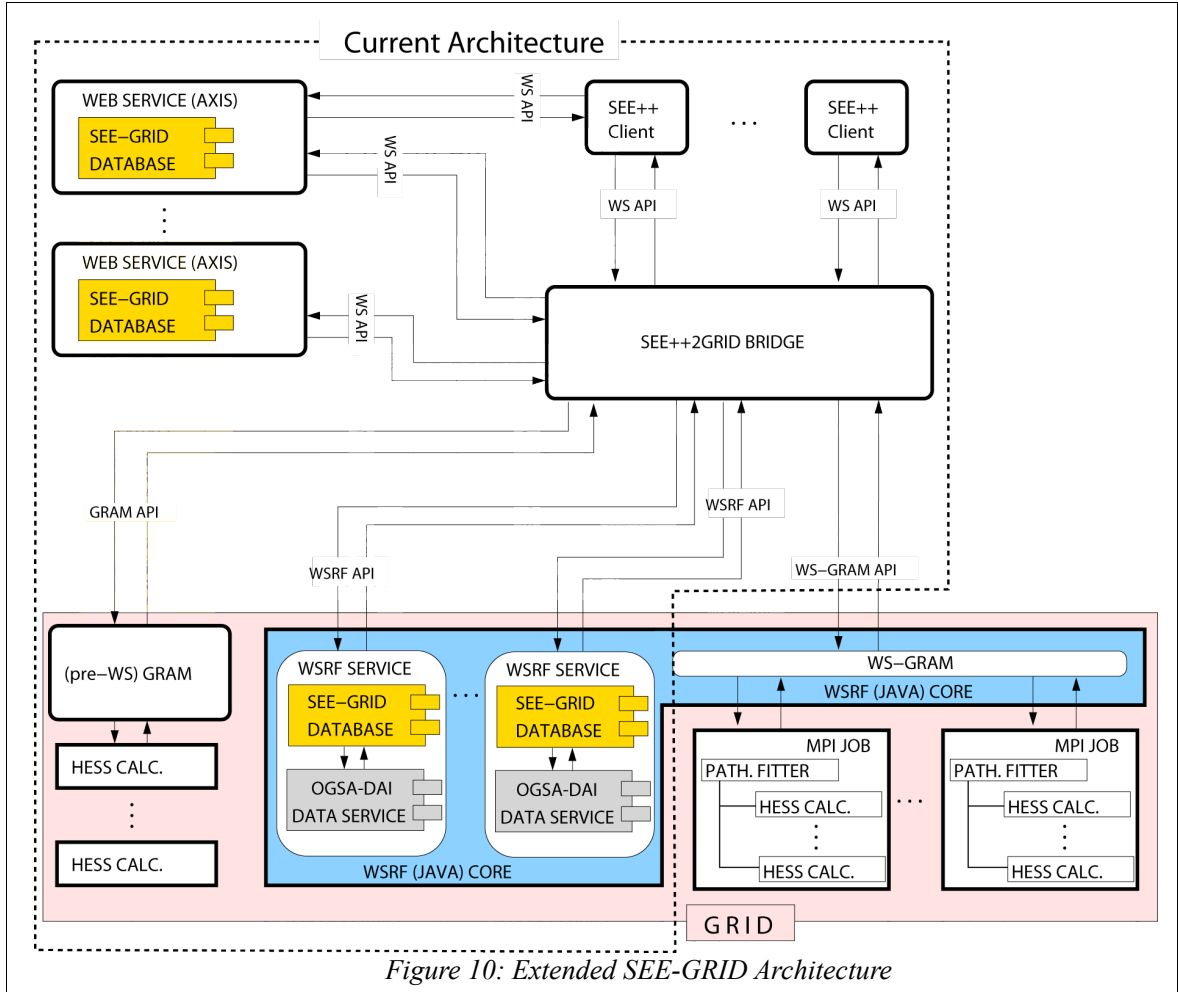 Current Architecture
WEB SERVICE (AXIS)
SEE−GRID
DATABASE
WS API
SEE++
Client
...
SEE++
Client
WS API
WS API
WS API
WEB SERVICE (AXIS)
SEE−GRID
DATABASE
WS API
SEE++2GRID BRIDGE
GRAM API
WSRF API
WSRF API
WS−GRAM API
(pre−WS) GRAM
WSRF SERVICE
SEE−GRID
DATABASE
OGSA-DAI
DATA SERVICE
...
WSRF SERVICE
SEE−GRID
DATABASE
OGSA-DAI
DATA SERVICE
WSRF (JAVA) CORE
WS−GRAM
WSRF (JAVA) CORE
HESS CALC.
HESS CALC.
MPI JOB
PATH. FITTER
HESS CALC.
HESS CALC.
...
MPI JOB
PATH. FITTER
HESS CALC.
HESS CALC.
GRID
Figure 10: Extended SEE-GRID Architecture